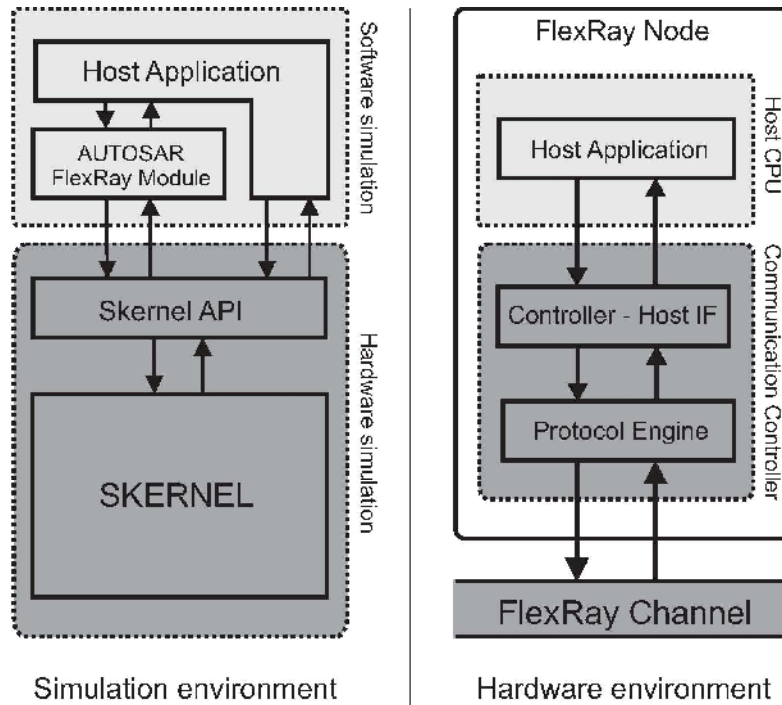 Host Application
AUTOSAR
FlexRay Module
Software simulation
Skernel API
SKERNEL
Hardware simulation
Simulation environment
FlexRay Node
Host Application
Host CPU
Controller - Host IF
Protocol Engine
Communication Controller
FlexRay Channel
Hardware environment